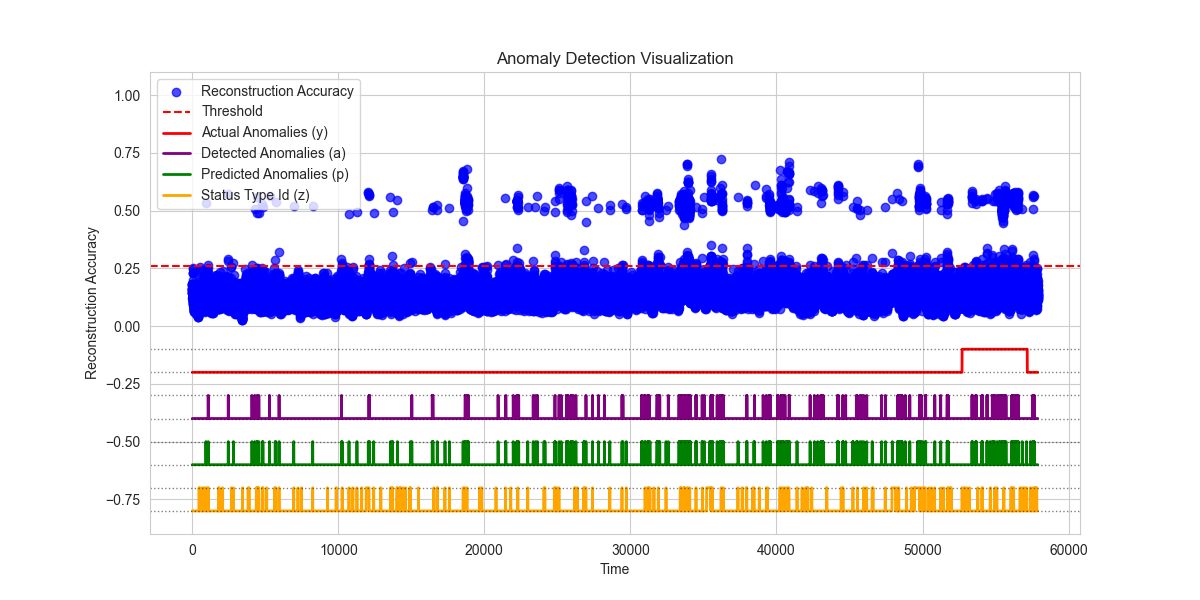 Anomaly Detection Visualization
Reconstruction Accuracy
Threshold
Actual Anomalies (y)
Detected Anomalies (a)
Predicted Anomalies (p)
Status Type Id (z)
Reconstruction Accuracy
1.00
0.75
0.50
0.25
0.00
−0.25
−0.50
−0.75
0
10000
20000
30000
40000
50000
60000
Time